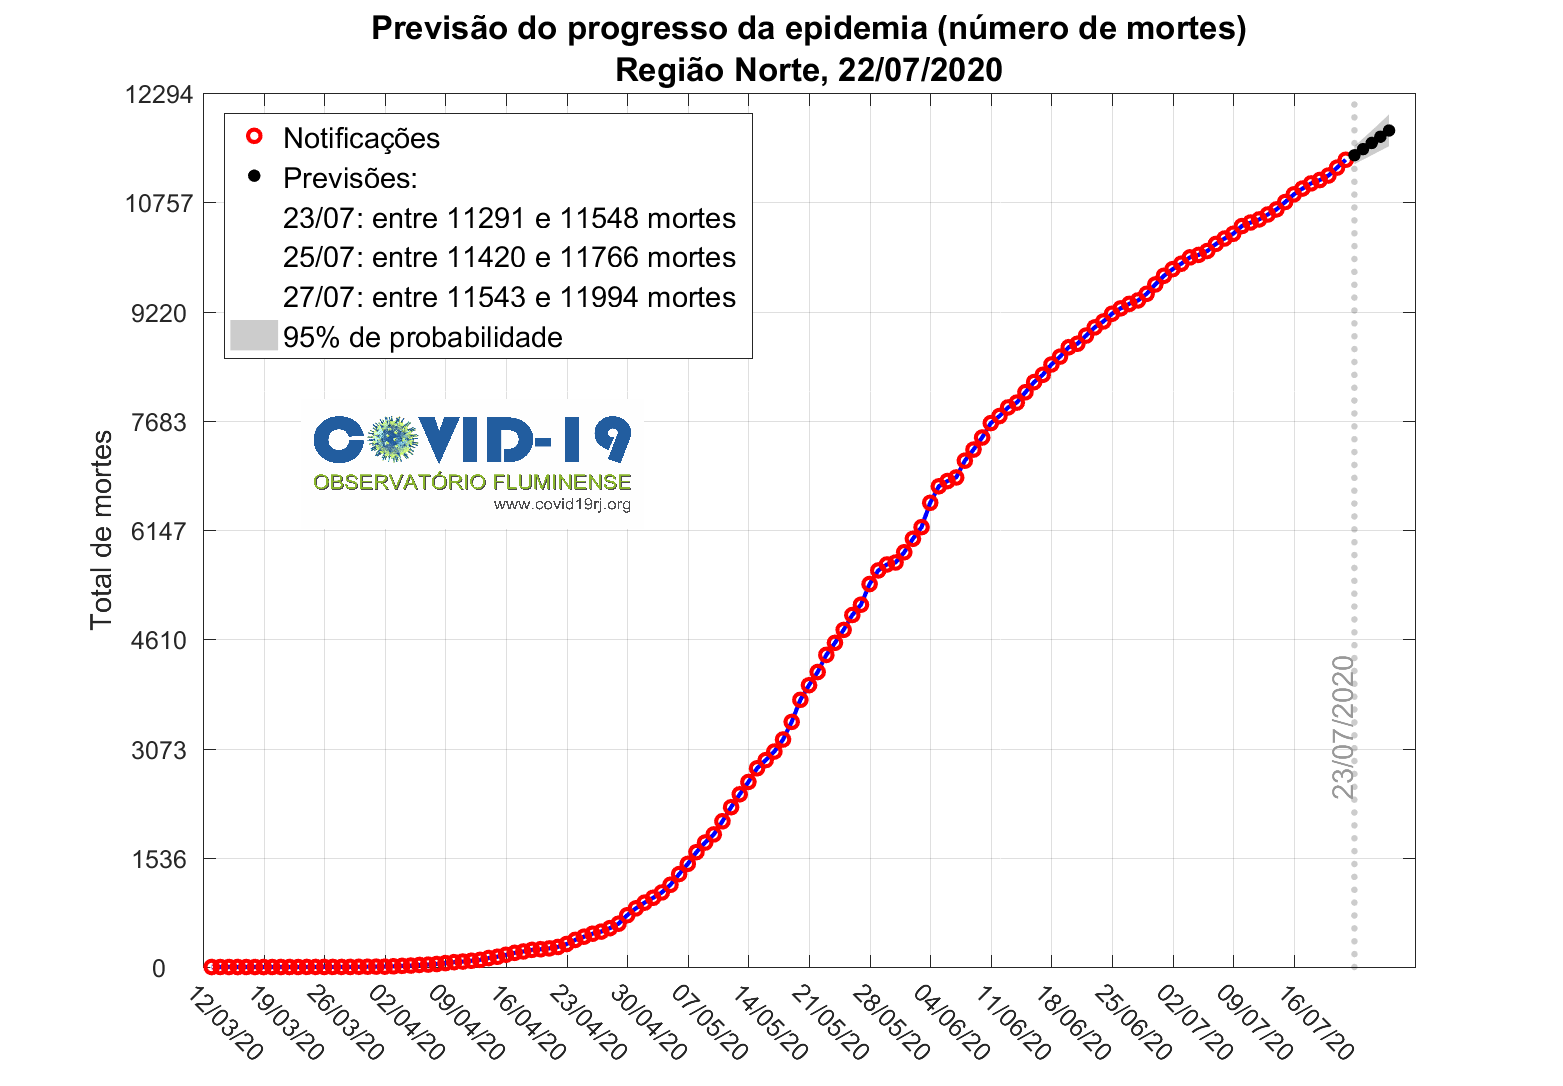 Previsão do progresso da epidemia (número de mortes)
Região Norte, 22/07/2020
12294
10757
9220
7683
6147
4610
3073
1536
0
Total de mortes
Notificações
Previsões:
23/07: entre 11291 e 11548 mortes
25/07: entre 11420 e 11766 mortes
27/07: entre 11543 e 11994 mortes
95% de probabilidade
COVID-19
OBSERVATÓRIO FLUMINENSE
www.covid19rj.org
23/07/2020
12/03/20
19/03/20
26/03/20
02/04/20
09/04/20
16/04/20
23/04/20
30/04/20
07/05/20
14/05/20
21/05/20
28/05/20
04/06/20
11/06/20
18/06/20
25/06/20
02/07/20
09/07/20
16/07/20